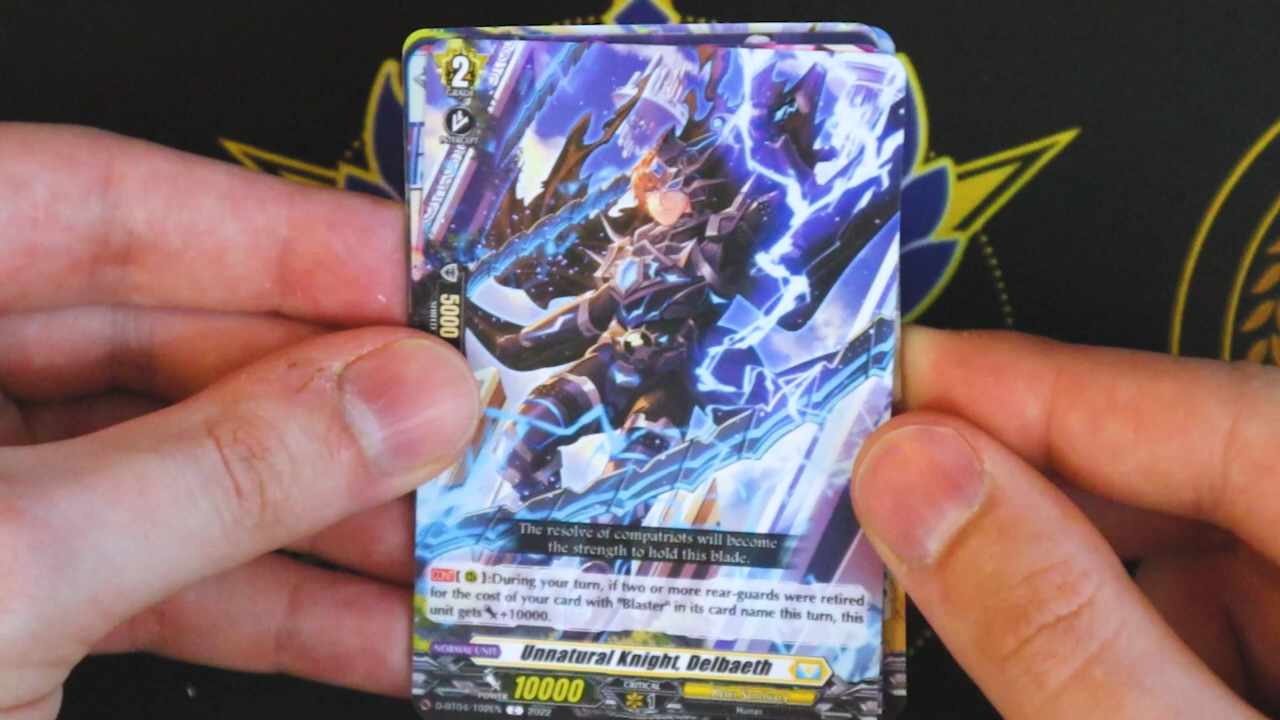 2
GRADE
INTERCEPT
5000
SHIELD
The resolve of compatriots will become
the strength to hold this blade.
CONT[ ]:During your turn, if two or more rear-guards were retired
for the cost of your card with "Blaster" in its card name this turn, this
unit gets +10000.
NORMAL UNIT
Unnatural Knight, Delbaeth
POWER 10000
CRITICAL
1
Keter Sanctuary
Human
D-BT04/102EN C 2022